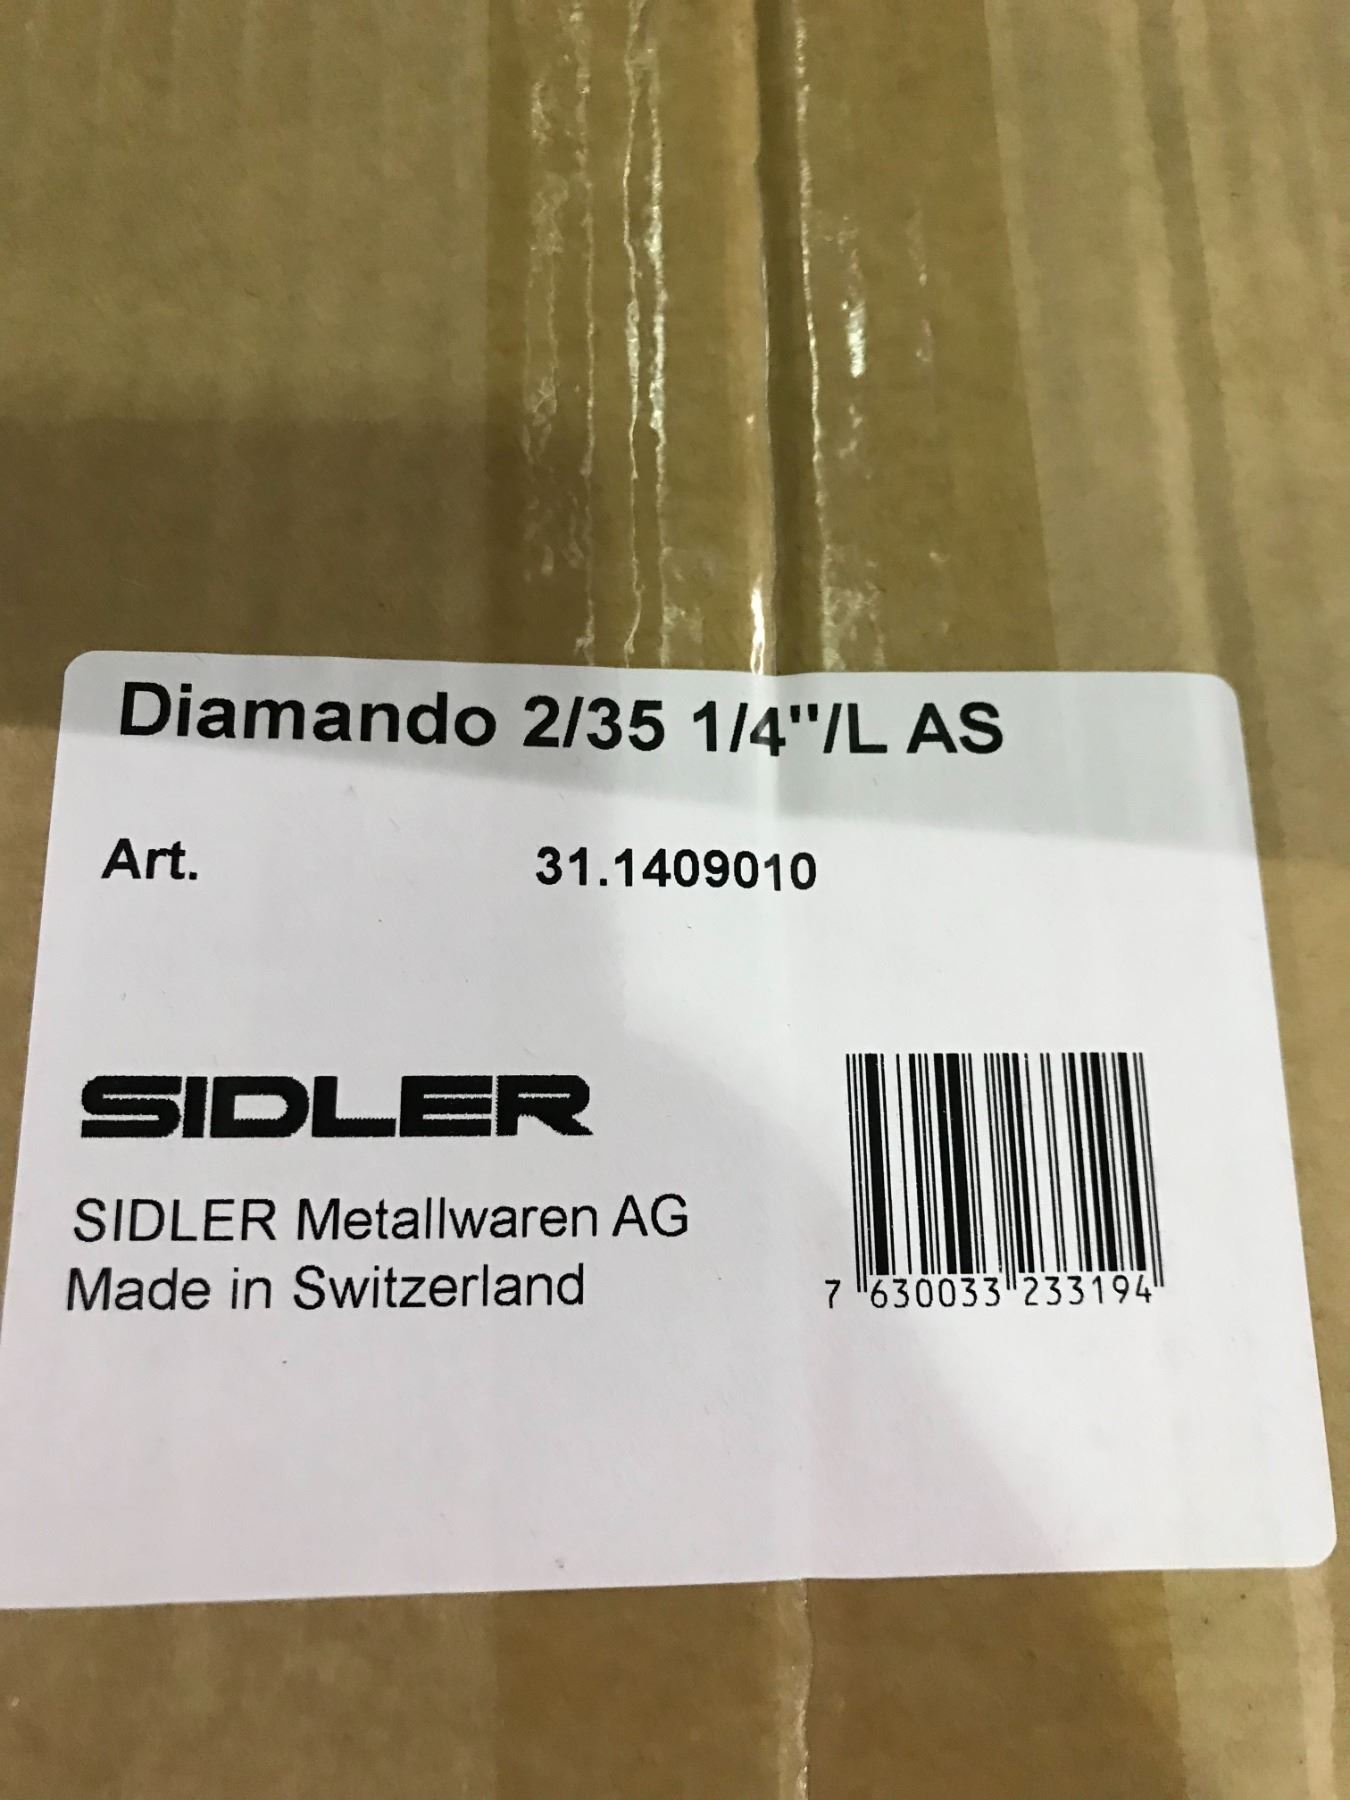 Diamando 2/35 1/4"/L AS
Art. 31.1409010
SIDLER
SIDLER Metallwaren AG
Made in Switzerland
7 630033 233194